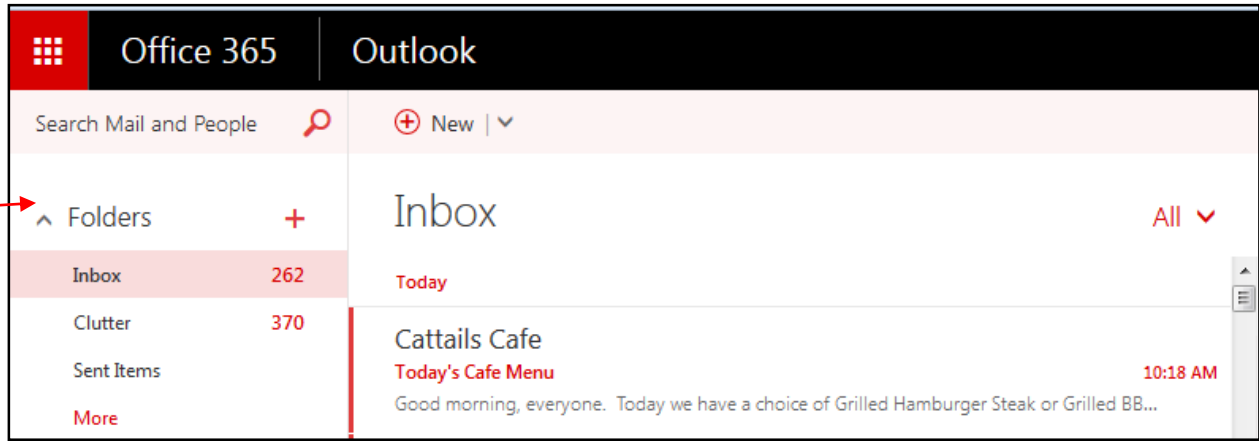 Office 365 Outlook
Search Mail and People New
Folders
Inbox 262
Clutter 370
Sent Items
More
Inbox All
Today
Cattails Cafe
Today's Cafe Menu 10:18 AM
Good morning, everyone. Today we have a choice of Grilled Hamburger Steak or Grilled BB...